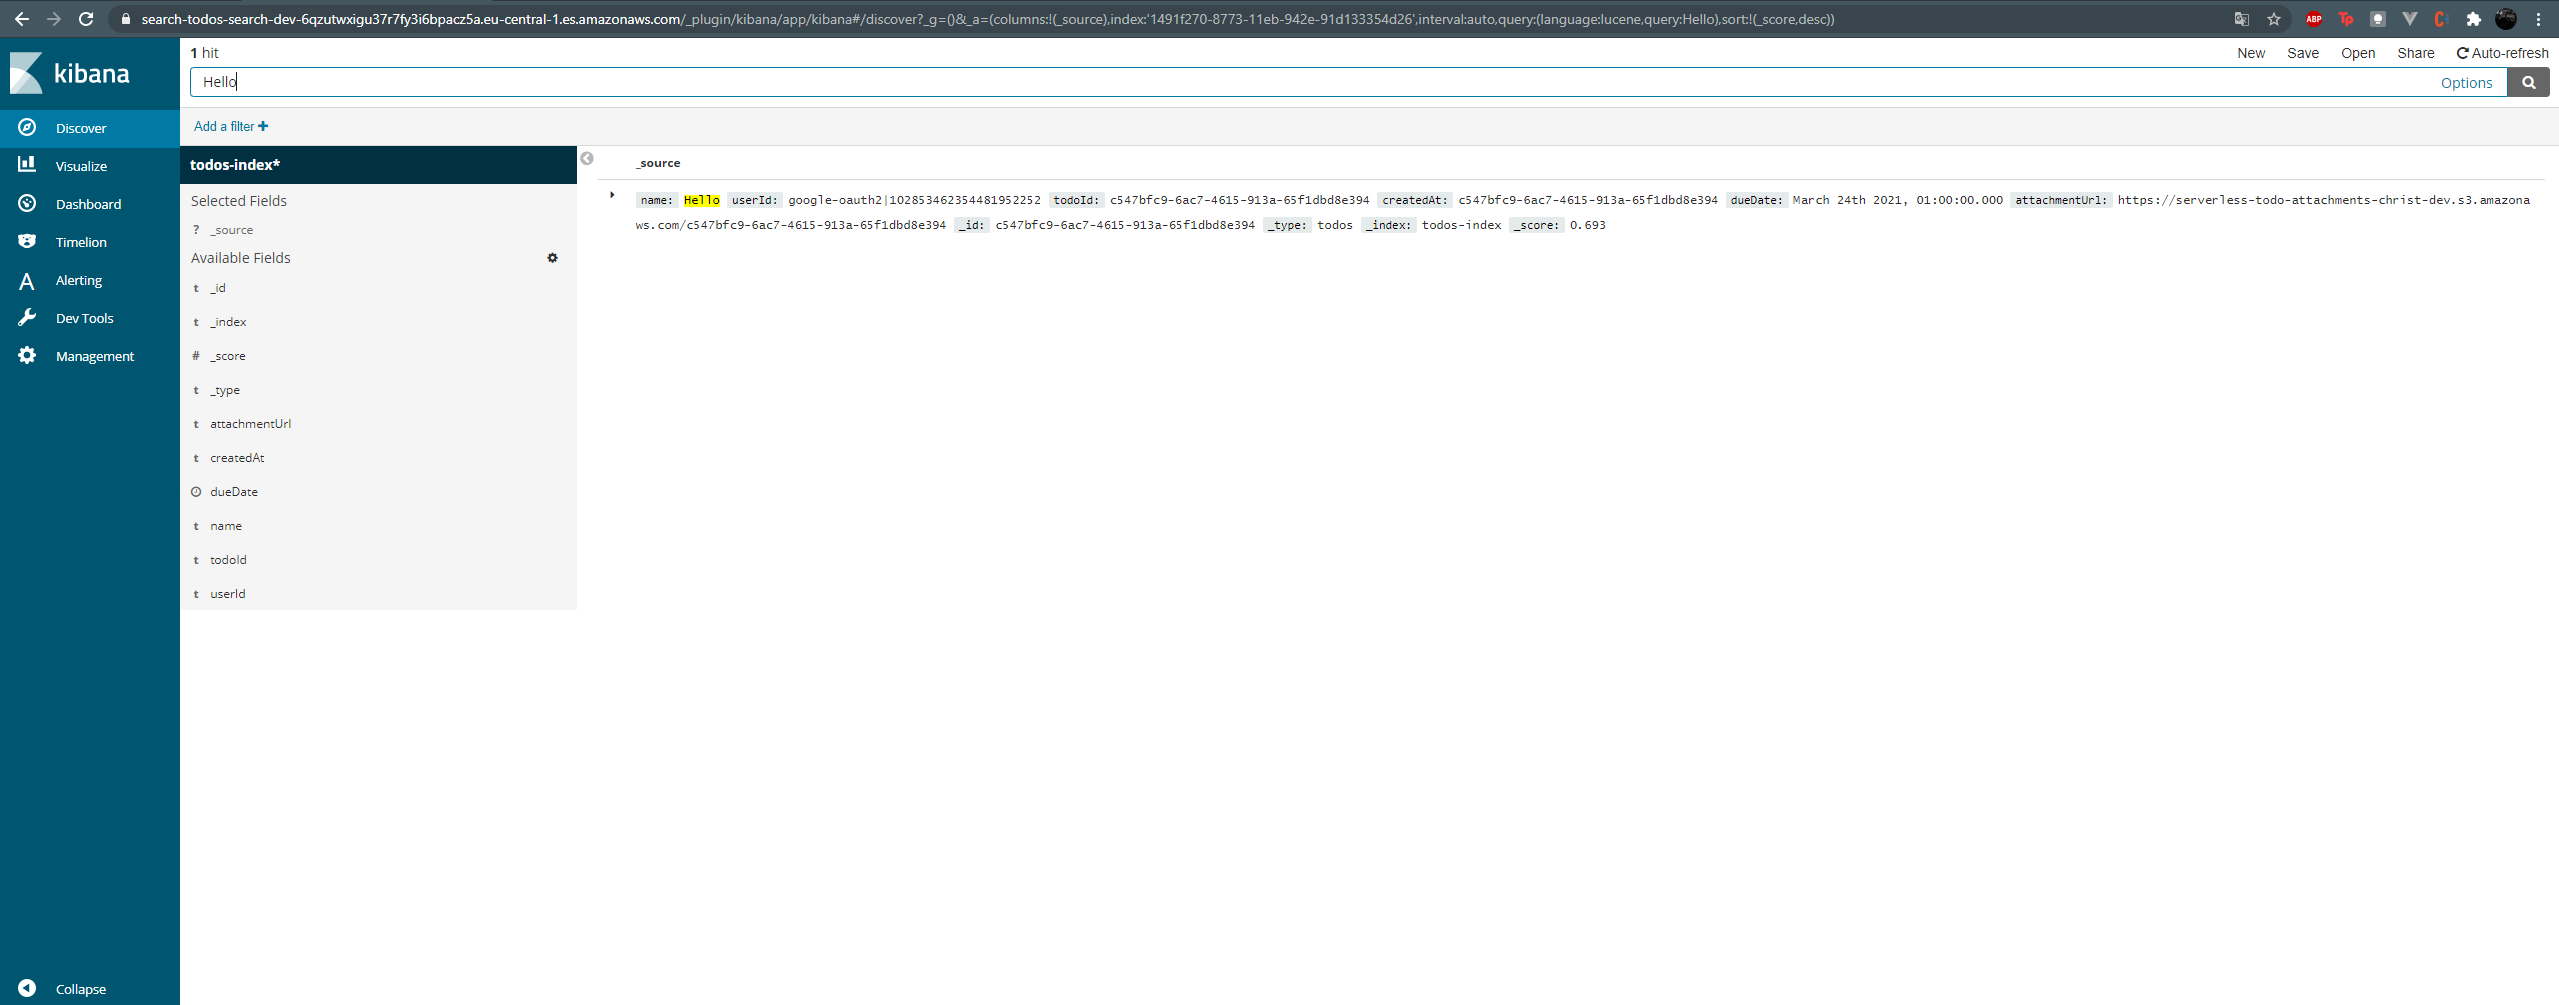 search-todos-search-dev-6qzutwxigu37r7fy3i6bpacz5a.eu-central-1.es.amazonaws.com/_plugin/kibana/app/kibana#/discover?_g=()&_a=(columns:!(_source),index:'1491f270-8773-11eb-942e-91d133354d26',interval:auto,query:(language:lucene,query:Hello),sort:!(_score,desc))
ABP
Tp
kibana
Discover
Visualize
Dashboard
Timelion
Alerting
Dev Tools
Management
Collapse
1 hit
New Save Open Share Auto-refresh
Hello
Options
Add a filter +
todos-index*
Selected Fields
? _source
Available Fields
t _id
t _index
# _score
t _type
t attachmentUrl
t createdAt
dueDate
t name
t todoId
t userId
_source
name: Hello userId: google-oauth2|102853462354481952252 todoId: c547bfc9-6ac7-4615-913a-65f1dbd8e394 createdAt: c547bfc9-6ac7-4615-913a-65f1dbd8e394 dueDate: March 24th 2021, 01:00:00.000 attachmentUrl: https://serverless-todo-attachments-christ-dev.s3.amazona
ws.com/c547bfc9-6ac7-4615-913a-65f1dbd8e394 _id: c547bfc9-6ac7-4615-913a-65f1dbd8e394 _type: todos _index: todos-index _score: 0.693